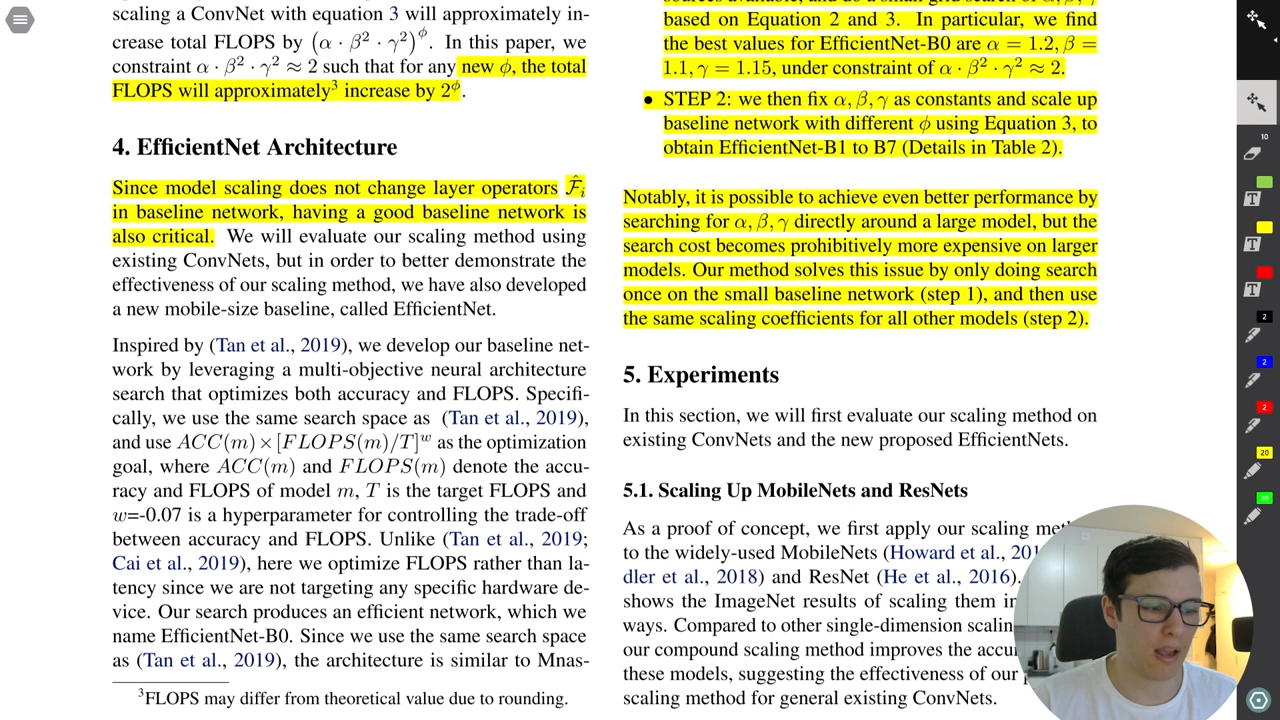 scaling a ConvNet with equation 3 will approximately in-
crease total FLOPS by (α · β² · γ²)^ϕ. In this paper, we
constraint α · β² · γ² ≈ 2 such that for any new ϕ, the total
FLOPS will approximately³ increase by 2^ϕ.
4. EfficientNet Architecture
Since model scaling does not change layer operators F̂ᵢ
in baseline network, having a good baseline network is
also critical. We will evaluate our scaling method using
existing ConvNets, but in order to better demonstrate the
effectiveness of our scaling method, we have also developed
a new mobile-size baseline, called EfficientNet.
Inspired by (Tan et al., 2019), we develop our baseline net-
work by leveraging a multi-objective neural architecture
search that optimizes both accuracy and FLOPS. Specifi-
cally, we use the same search space as (Tan et al., 2019),
and use ACC(m)×[FLOPS(m)/T]^w as the optimization
goal, where ACC(m) and FLOPS(m) denote the accu-
racy and FLOPS of model m, T is the target FLOPS and
w=-0.07 is a hyperparameter for controlling the trade-off
between accuracy and FLOPS. Unlike (Tan et al., 2019;
Cai et al., 2019), here we optimize FLOPS rather than la-
tency since we are not targeting any specific hardware de-
vice. Our search produces an efficient network, which we
name EfficientNet-B0. Since we use the same search space
as (Tan et al., 2019), the architecture is similar to Mnas-
³FLOPS may differ from theoretical value due to rounding.
based on Equation 2 and 3. In particular, we find
the best values for EfficientNet-B0 are α = 1.2, β =
1.1, γ = 1.15, under constraint of α · β² · γ² ≈ 2.
• STEP 2: we then fix α, β, γ as constants and scale up
baseline network with different ϕ using Equation 3, to
obtain EfficientNet-B1 to B7 (Details in Table 2).
Notably, it is possible to achieve even better performance by
searching for α, β, γ directly around a large model, but the
search cost becomes prohibitively more expensive on larger
models. Our method solves this issue by only doing search
once on the small baseline network (step 1), and then use
the same scaling coefficients for all other models (step 2).
5. Experiments
In this section, we will first evaluate our scaling method on
existing ConvNets and the new proposed EfficientNets.
5.1. Scaling Up MobileNets and ResNets
As a proof of concept, we first apply our scaling
to the widely-used MobileNets (Howard et al.,
dler et al., 2018) and ResNet (He et al., 2016).
shows the ImageNet results of scaling them
ways. Compared to other single-dimension
our compound scaling method improves the
these models, suggesting the effectiveness of our
scaling method for general existing ConvNets.
10
T
T
T
2
2
2
20
30